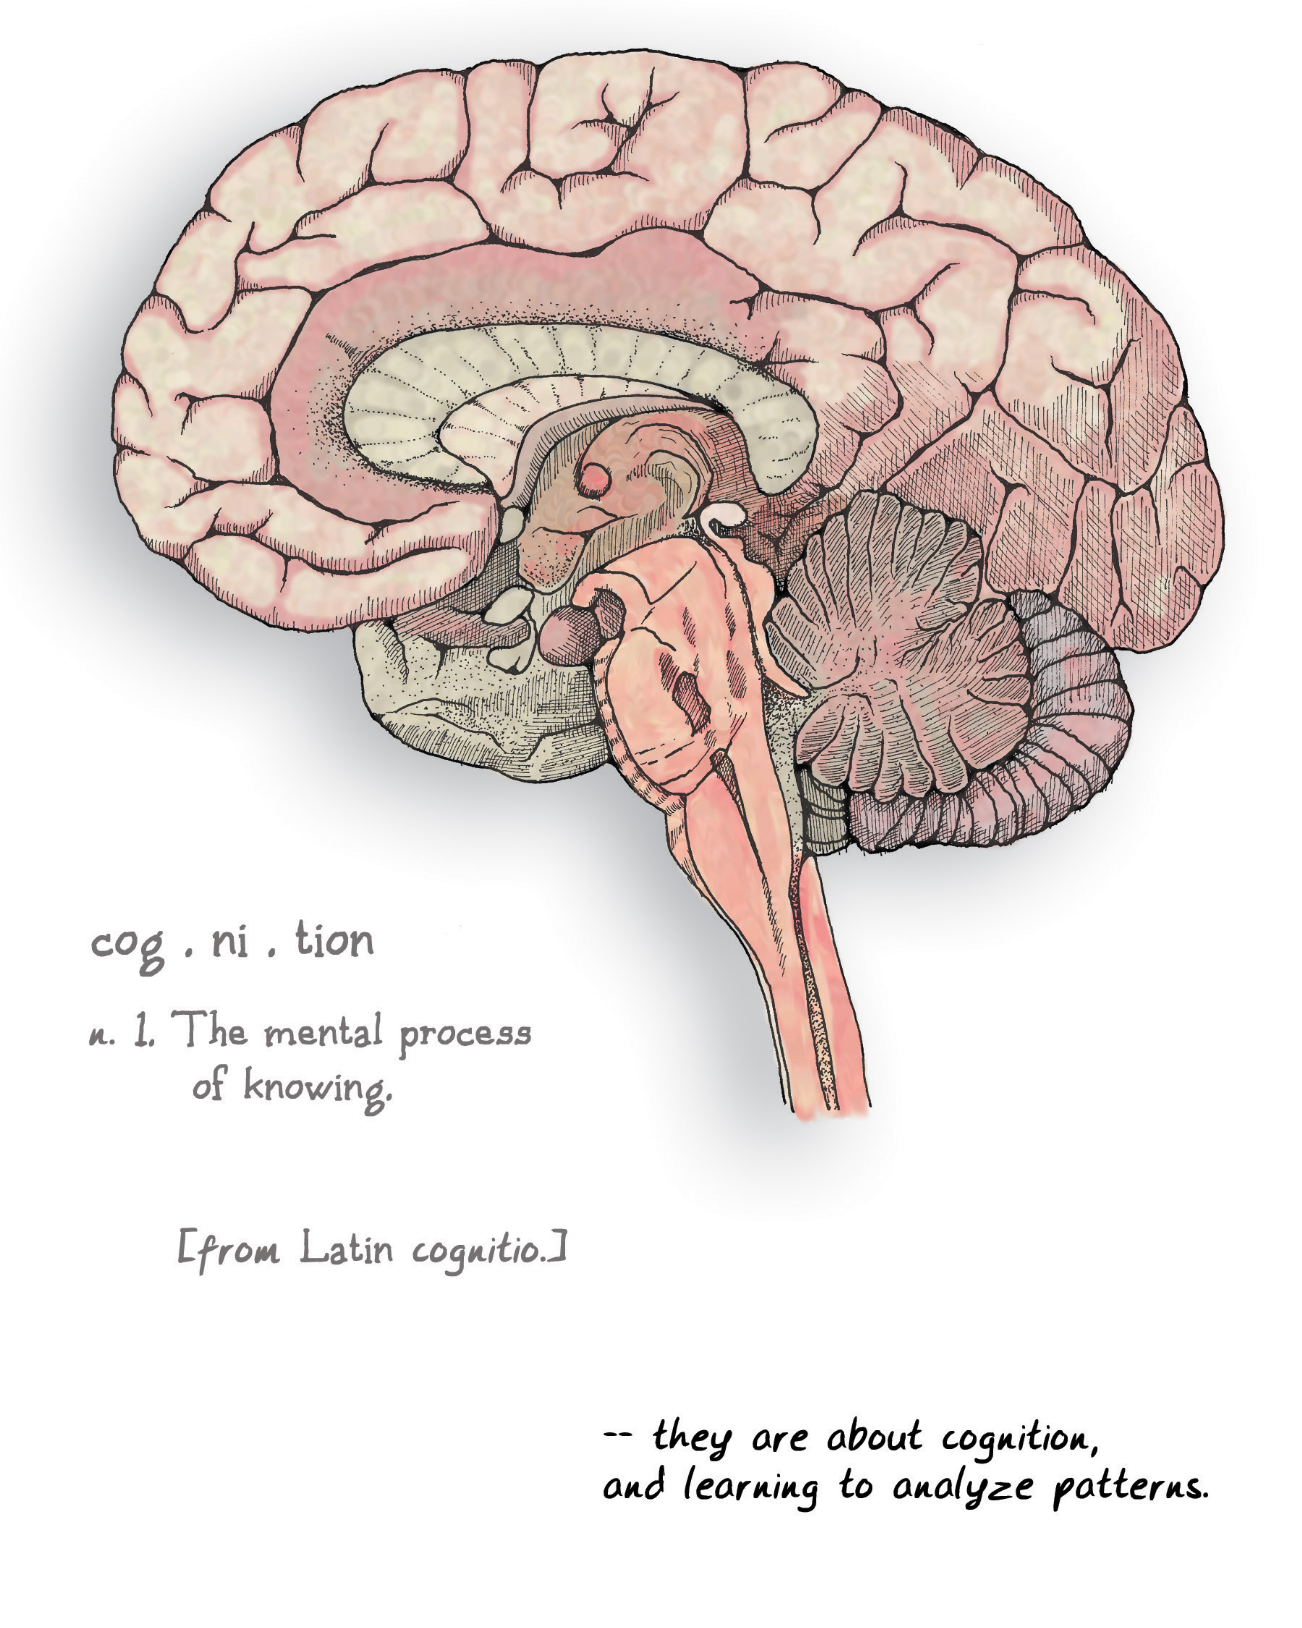 cog . ni . tion
n. 1. The mental process
of knowing.
[from Latin cognitio.]
-- they are about cognition,
and learning to analyze patterns.